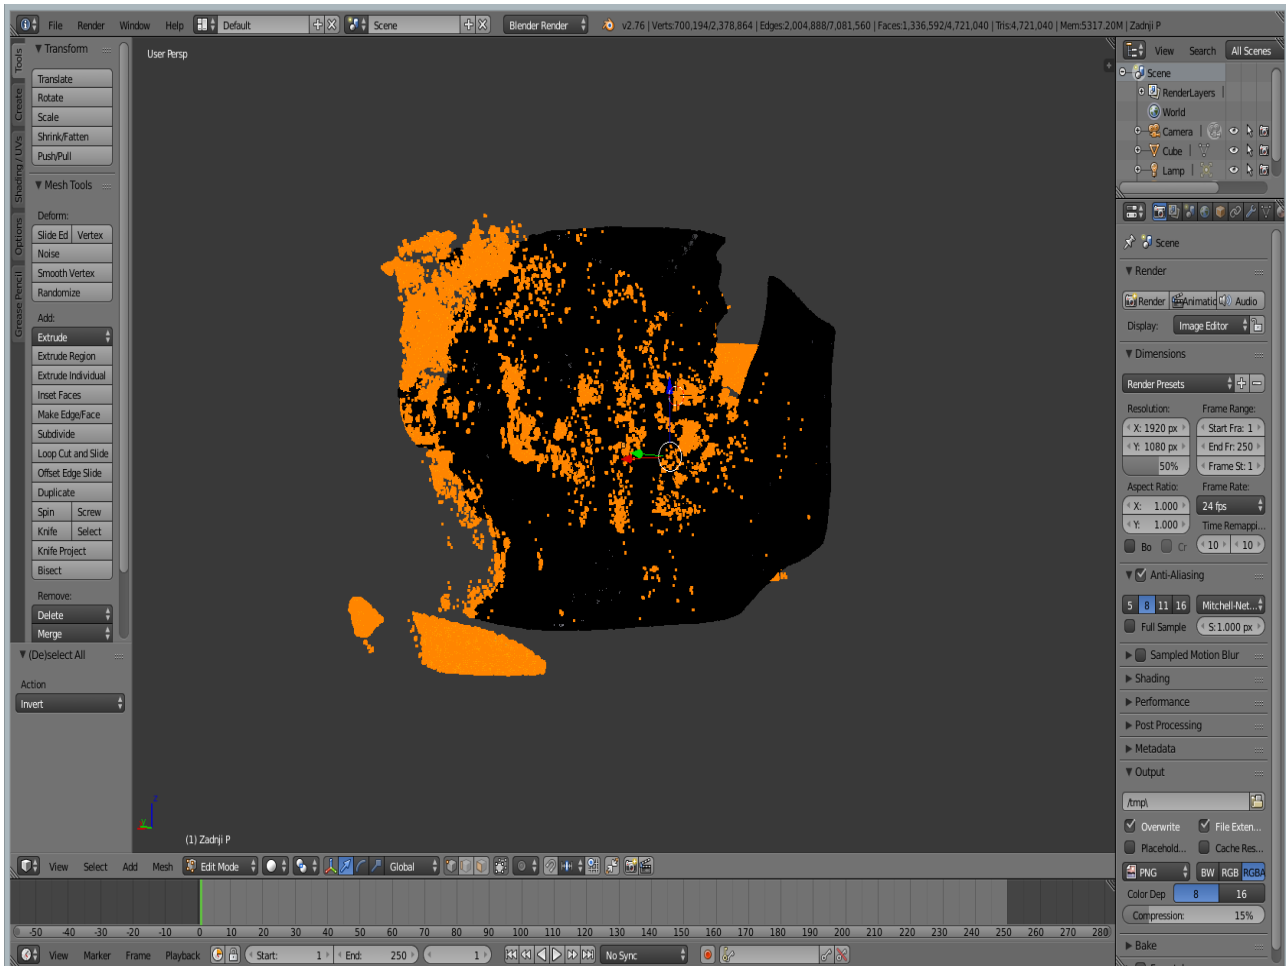 File Render Window Help Default Scene Blender Render v2.76 | Verts:700,194/2,378,864 | Edges:2,004,888/7,081,560 | Faces:1,336,592/4,721,040 | Tris:4,721,040 | Mem:5317.20M | Zadnji P
Tools
Create
Shading / UVs
Options
Grease Pencil
Transform
Translate
Rotate
Scale
Shrink/Fatten
Push/Pull
Mesh Tools
Deform:
Slide Ed Vertex
Noise
Smooth Vertex
Randomize
Add:
Extrude
Extrude Region
Extrude Individual
Inset Faces
Make Edge/Face
Subdivide
Loop Cut and Slide
Offset Edge Slide
Duplicate
Spin Screw
Knife Select
Knife Project
Bisect
Remove:
Delete
Merge
(De)select All
Action
Invert
User Persp
z
y
(1) Zadnji P
View Select Add Mesh Edit Mode Global
-50 -40 -30 -20 -10 0 10 20 30 40 50 60 70 80 90 100 110 120 130 140 150 160 170 180 190 200 210 220 230 240 250 260 270 280
View Marker Frame Playback Start: 1 End: 250 1 No Sync
View Search All Scenes
Scene
RenderLayers |
World
Camera |
Cube |
Lamp |
Scene
Render
Render Animatic Audio
Display: Image Editor
Dimensions
Render Presets
Resolution: Frame Range:
X: 1920 px Start Fra: 1
Y: 1080 px End Fr: 250
50% Frame St: 1
Aspect Ratio: Frame Rate:
X: 1.000 24 fps
Y: 1.000 Time Remappi...
Bo Cr 10 10
Anti-Aliasing
5 8 11 16 Mitchell-Net...
Full Sample S:1.000 px
Sampled Motion Blur
Shading
Performance
Post Processing
Metadata
Output
/tmp\
Overwrite File Exten...
Placehold... Cache Res...
PNG BW RGB RGBA
Color Dep 8 16
Compression: 15%
Bake